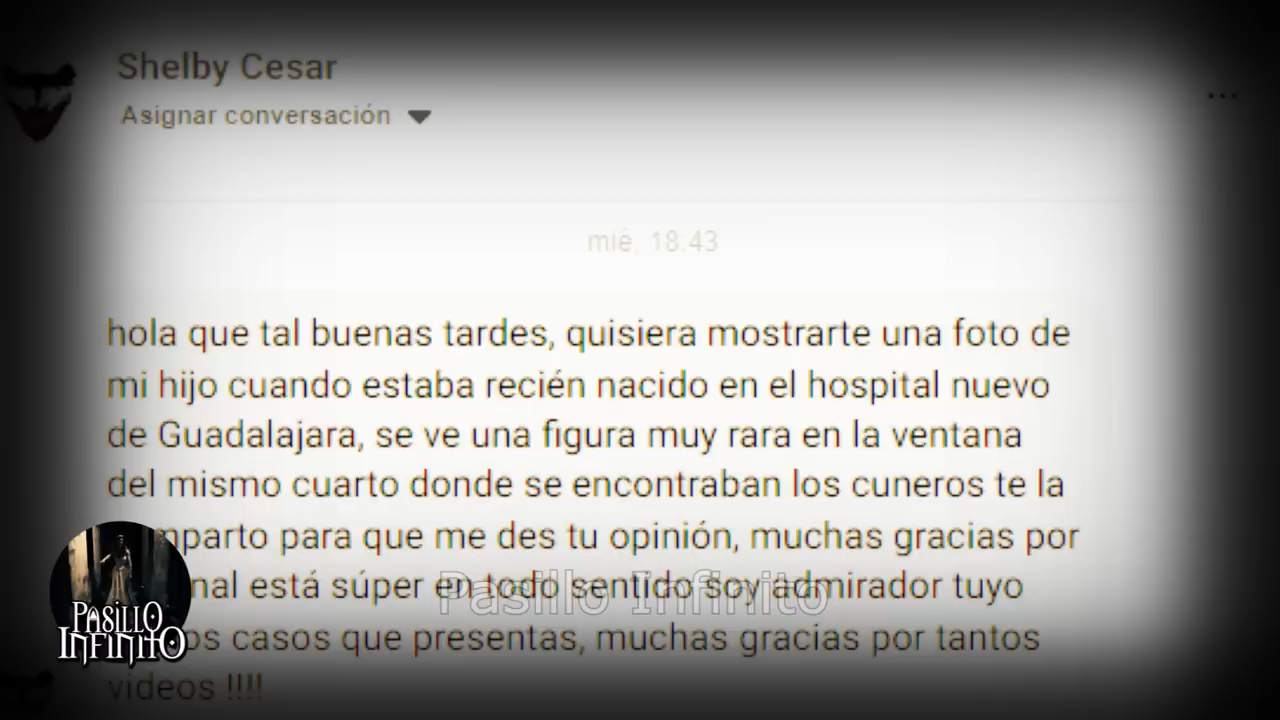 Shelby Cesar
Asignar conversación
mié, 18.43
hola que tal buenas tardes, quisiera mostrarte una foto de
mi hijo cuando estaba recién nacido en el hospital nuevo
de Guadalajara, se ve una figura muy rara en la ventana
del mismo cuarto donde se encontraban los cuneros te la
para que me des tu opinión, muchas gracias por
está súper en todo sentido soy admirador tuyo
casos que presentas, muchas gracias por tantos
videos !!!!
Pasillo Infinito
PASILLO
INFINITO